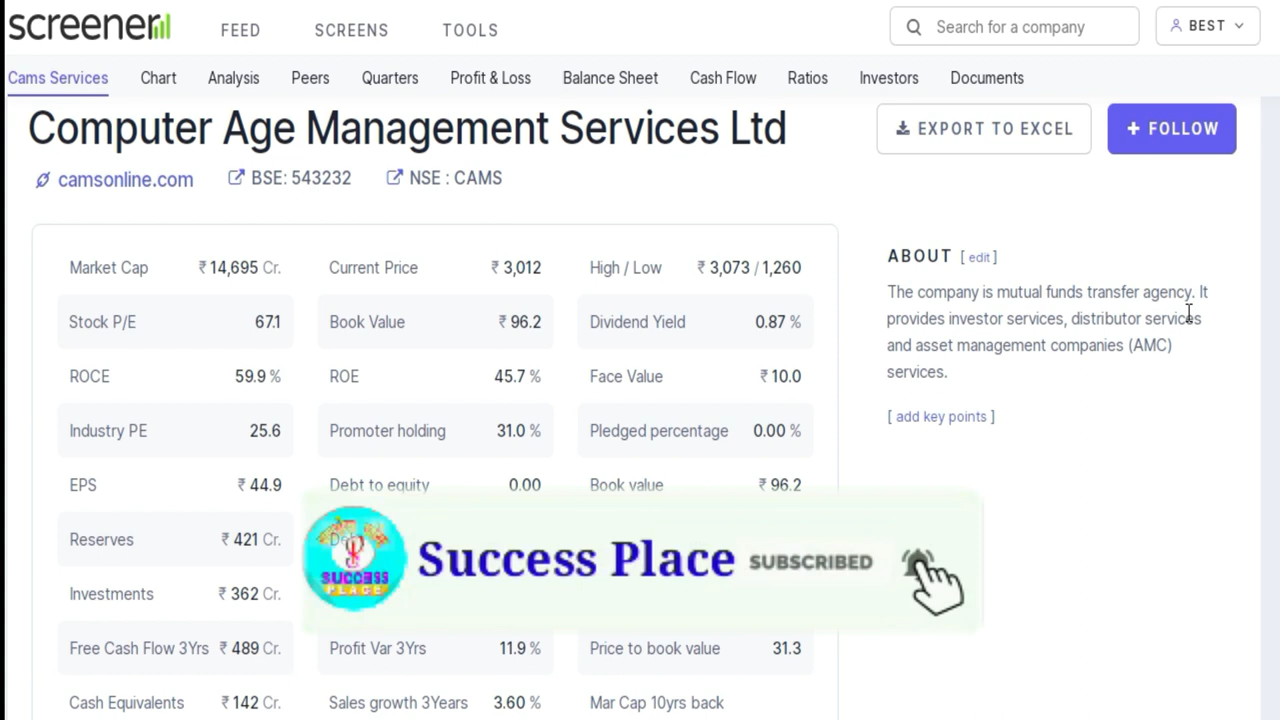 screener FEED SCREENS TOOLS Search for a company BEST
Cams Services Chart Analysis Peers Quarters Profit & Loss Balance Sheet Cash Flow Ratios Investors Documents
Computer Age Management Services Ltd EXPORT TO EXCEL + FOLLOW
camsonline.com BSE: 543232 NSE : CAMS
Market Cap ₹ 14,695 Cr. Current Price ₹ 3,012 High / Low ₹ 3,073 / 1,260
Stock P/E 67.1 Book Value ₹ 96.2 Dividend Yield 0.87 %
ROCE 59.9 % ROE 45.7 % Face Value ₹ 10.0
Industry PE 25.6 Promoter holding 31.0 % Pledged percentage 0.00 %
EPS ₹ 44.9 Debt to equity 0.00 Book value ₹ 96.2
Reserves ₹ 421 Cr.
Investments ₹ 362 Cr.
Free Cash Flow 3Yrs ₹ 489 Cr. Profit Var 3Yrs 11.9 % Price to book value 31.3
Cash Equivalents ₹ 142 Cr. Sales growth 3Years 3.60 % Mar Cap 10yrs back
ABOUT [ edit ]
The company is mutual funds transfer agency. It
provides investor services, distributor services
and asset management companies (AMC)
services.
[ add key points ]
SUCCESS
PLACE
Success Place SUBSCRIBED